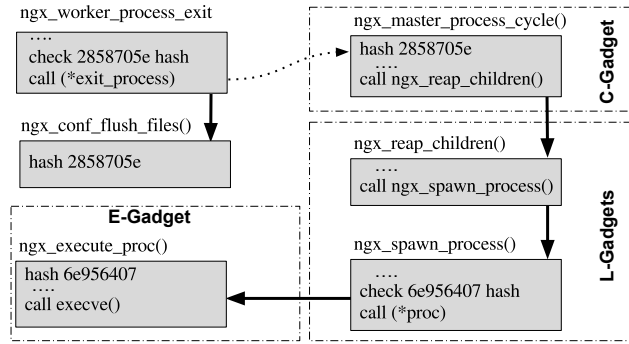 ngx_worker_process_exit
....
check 2858705e hash
call (*exit_process)
ngx_conf_flush_files()
hash 2858705e
E-Gadget
ngx_execute_proc()
hash 6e956407
....
call execve()
ngx_master_process_cycle()
hash 2858705e
....
call ngx_reap_children()
C-Gadget
ngx_reap_children()
....
call ngx_spawn_process()
ngx_spawn_process()
....
check 6e956407 hash
call (*proc)
L-Gadgets